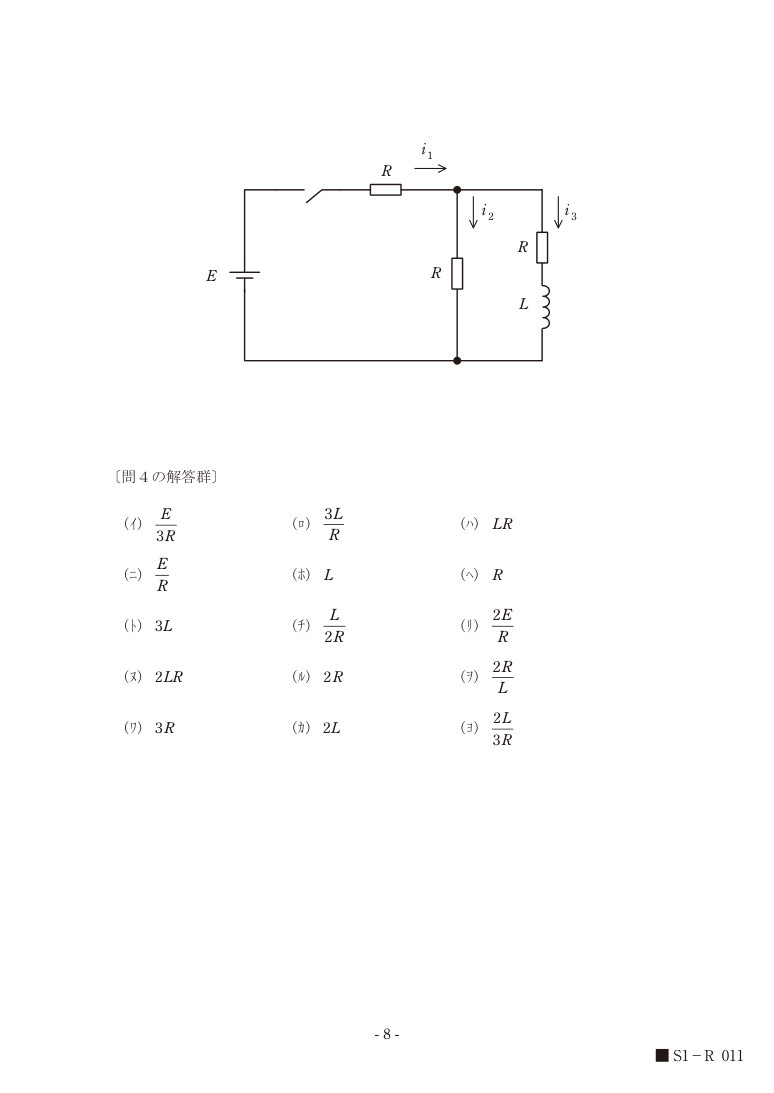 i₁
R
i₂
i₃
R
R
E
L
〔問4の解答群〕
(ｲ) E/3R (ﾛ) 3L/R (ﾊ) LR
(ﾆ) E/R (ﾎ) L (ﾍ) R
(ﾄ) 3L (ﾁ) L/2R (ﾘ) 2E/R
(ﾇ) 2LR (ﾙ) 2R (ｦ) 2R/L
(ﾜ) 3R (ｶ) 2L (ﾖ) 2L/3R
- 8 -
■ S1－R 011